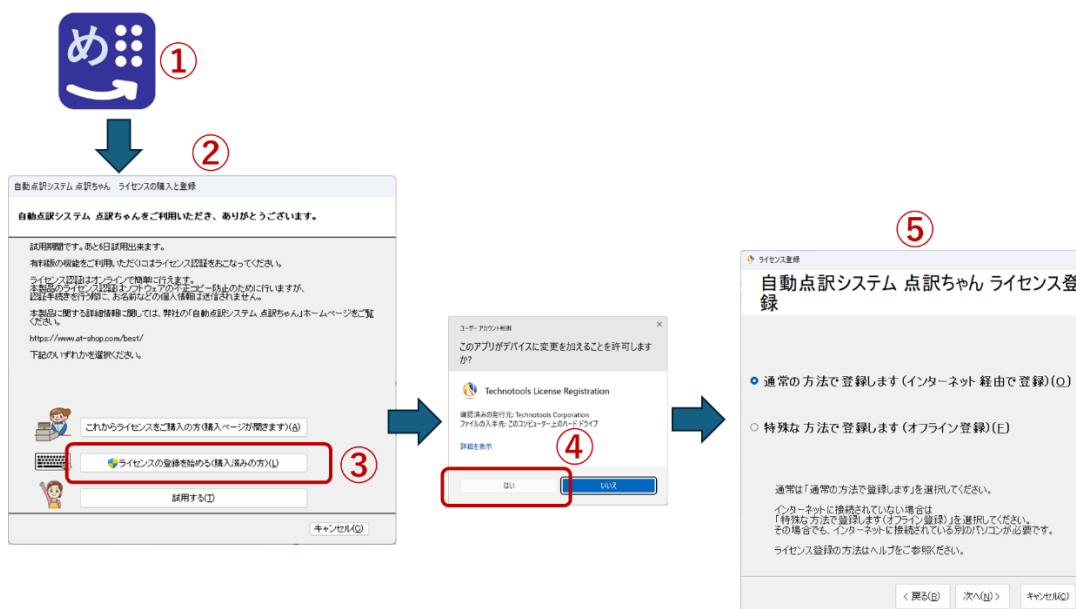 め
①
②
自動点訳システム 点訳ちゃん ライセンスの購入と登録
自動点訳システム 点訳ちゃんをご利用いただき、ありがとうございます。
試用期間です。あと6日試用出来ます。
有料版の機能をご利用いただくにはライセンス認証をおこなってください。
ライセンス認証はオンラインで簡単に行えます。
本製品のライセンス認証はソフトウェアの不正コピー防止のために行いますが、
認証手続きを行う際に、お名前などの個人情報は送信されません。
本製品に関する詳細情報に関しては、弊社の「自動点訳システム 点訳ちゃん」ホームページをご覧
ください。
https://www.at-shop.com/best/
下記のいずれかを選択ください。
これからライセンスをご購入の方(購入ページが開きます)(A)
ライセンスの登録を始める(購入済みの方)(L)
③
試用する(T)
キャンセル(C)
ユーザー アカウント制御
×
このアプリがデバイスに変更を加えることを許可します
か?
Technotools License Registration
確認済みの発行元: Technotools Corporation
ファイルの入手先: このコンピューター上のハード ドライブ
詳細を表示
④
はい
いいえ
⑤
ライセンス登録
自動点訳システム 点訳ちゃん ライセンス登
録
通常の方法で登録します(インターネット経由で登録)(O)
特殊な方法で登録します(オフライン登録)(F)
通常は「通常の方法で登録します」を選択してください。
インターネットに接続されていない場合は
「特殊な方法で登録します(オフライン登録)」を選択してください。
その場合でも、インターネットに接続されている別のパソコンが必要です。
ライセンス登録の方法はヘルプをご参照ください。
< 戻る(B)
次へ(N) >
キャンセル(C)